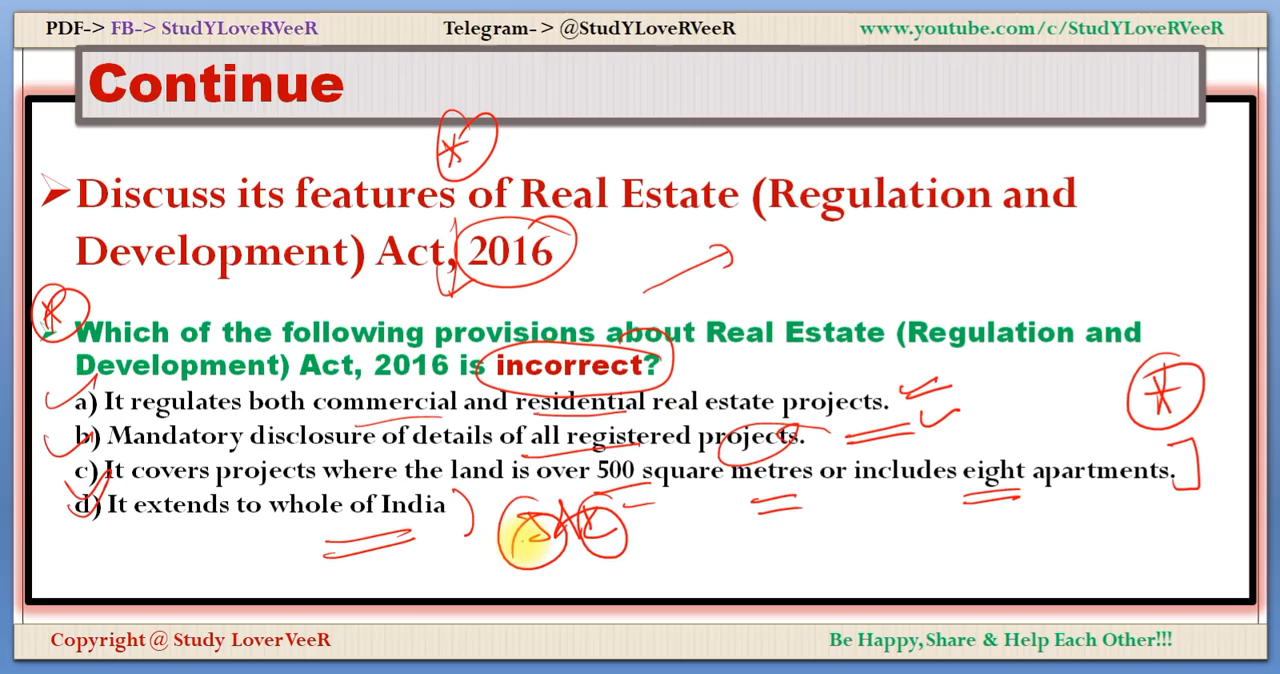 PDF-> FB-> StudYLoveRVeeR Telegram- > @StudYLoveRVeeR www.youtube.com/c/StudYLoveRVeeR
Continue
Discuss its features of Real Estate (Regulation and
Development) Act, 2016
Which of the following provisions about Real Estate (Regulation and
Development) Act, 2016 is incorrect?
a) It regulates both commercial and residential real estate projects.
b) Mandatory disclosure of details of all registered projects.
c) It covers projects where the land is over 500 square metres or includes eight apartments.
d) It extends to whole of India
Copyright @ Study LoverVeeR Be Happy,Share & Help Each Other!!!